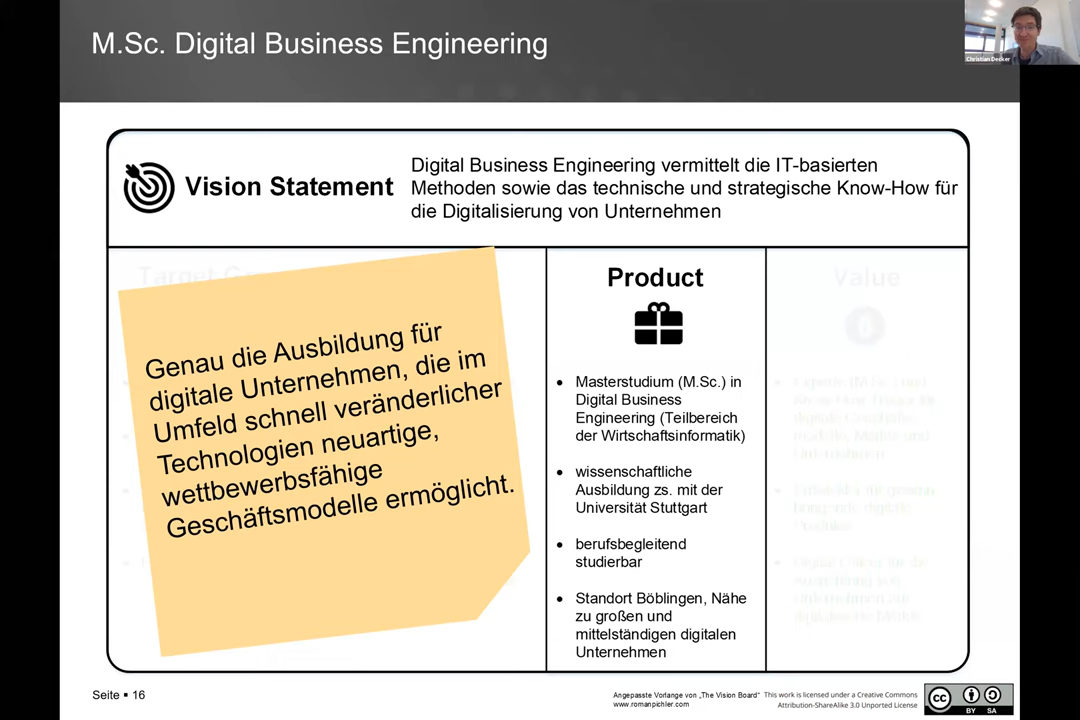 M.Sc. Digital Business Engineering
Christian Decker
Vision Statement
Digital Business Engineering vermittelt die IT-basierten
Methoden sowie das technische und strategische Know-How für
die Digitalisierung von Unternehmen
Genau die Ausbildung für
digitale Unternehmen, die im
Umfeld schnell veränderlicher
Technologien neuartige,
wettbewerbsfähige
Geschäftsmodelle ermöglicht.
Product
• Masterstudium (M.Sc.) in
Digital Business
Engineering (Teilbereich
der Wirtschaftsinformatik)
• wissenschaftliche
Ausbildung zs. mit der
Universität Stuttgart
• berufsbegleitend
studierbar
• Standort Böblingen, Nähe
zu großen und
mittelständigen digitalen
Unternehmen
Value
Seite ▪ 16
Angepasste Vorlage von „The Vision Board“
www.romanpichler.com
This work is licensed under a Creative Commons
Attribution-ShareAlike 3.0 Unported License
cc
BY SA